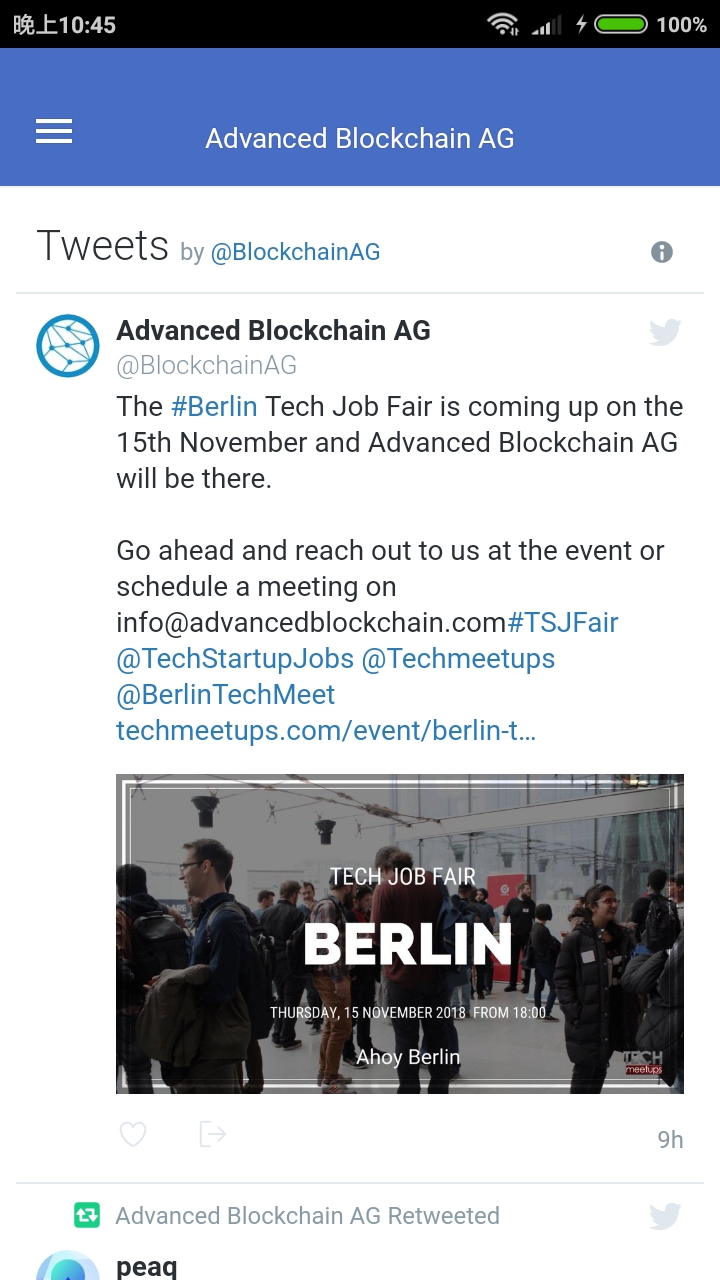 晚上10:45
100%
Advanced Blockchain AG
Tweets by @BlockchainAG
Advanced Blockchain AG
@BlockchainAG
The #Berlin Tech Job Fair is coming up on the
15th November and Advanced Blockchain AG
will be there.
Go ahead and reach out to us at the event or
schedule a meeting on
info@advancedblockchain.com#TSJFair
@TechStartupJobs @Techmeetups
@BerlinTechMeet
techmeetups.com/event/berlin-t…
TECH JOB FAIR
BERLIN
THURSDAY, 15 NOVEMBER 2018 FROM 18:00
Ahoy Berlin
TECH
meetups
9h
Advanced Blockchain AG Retweeted
peaq